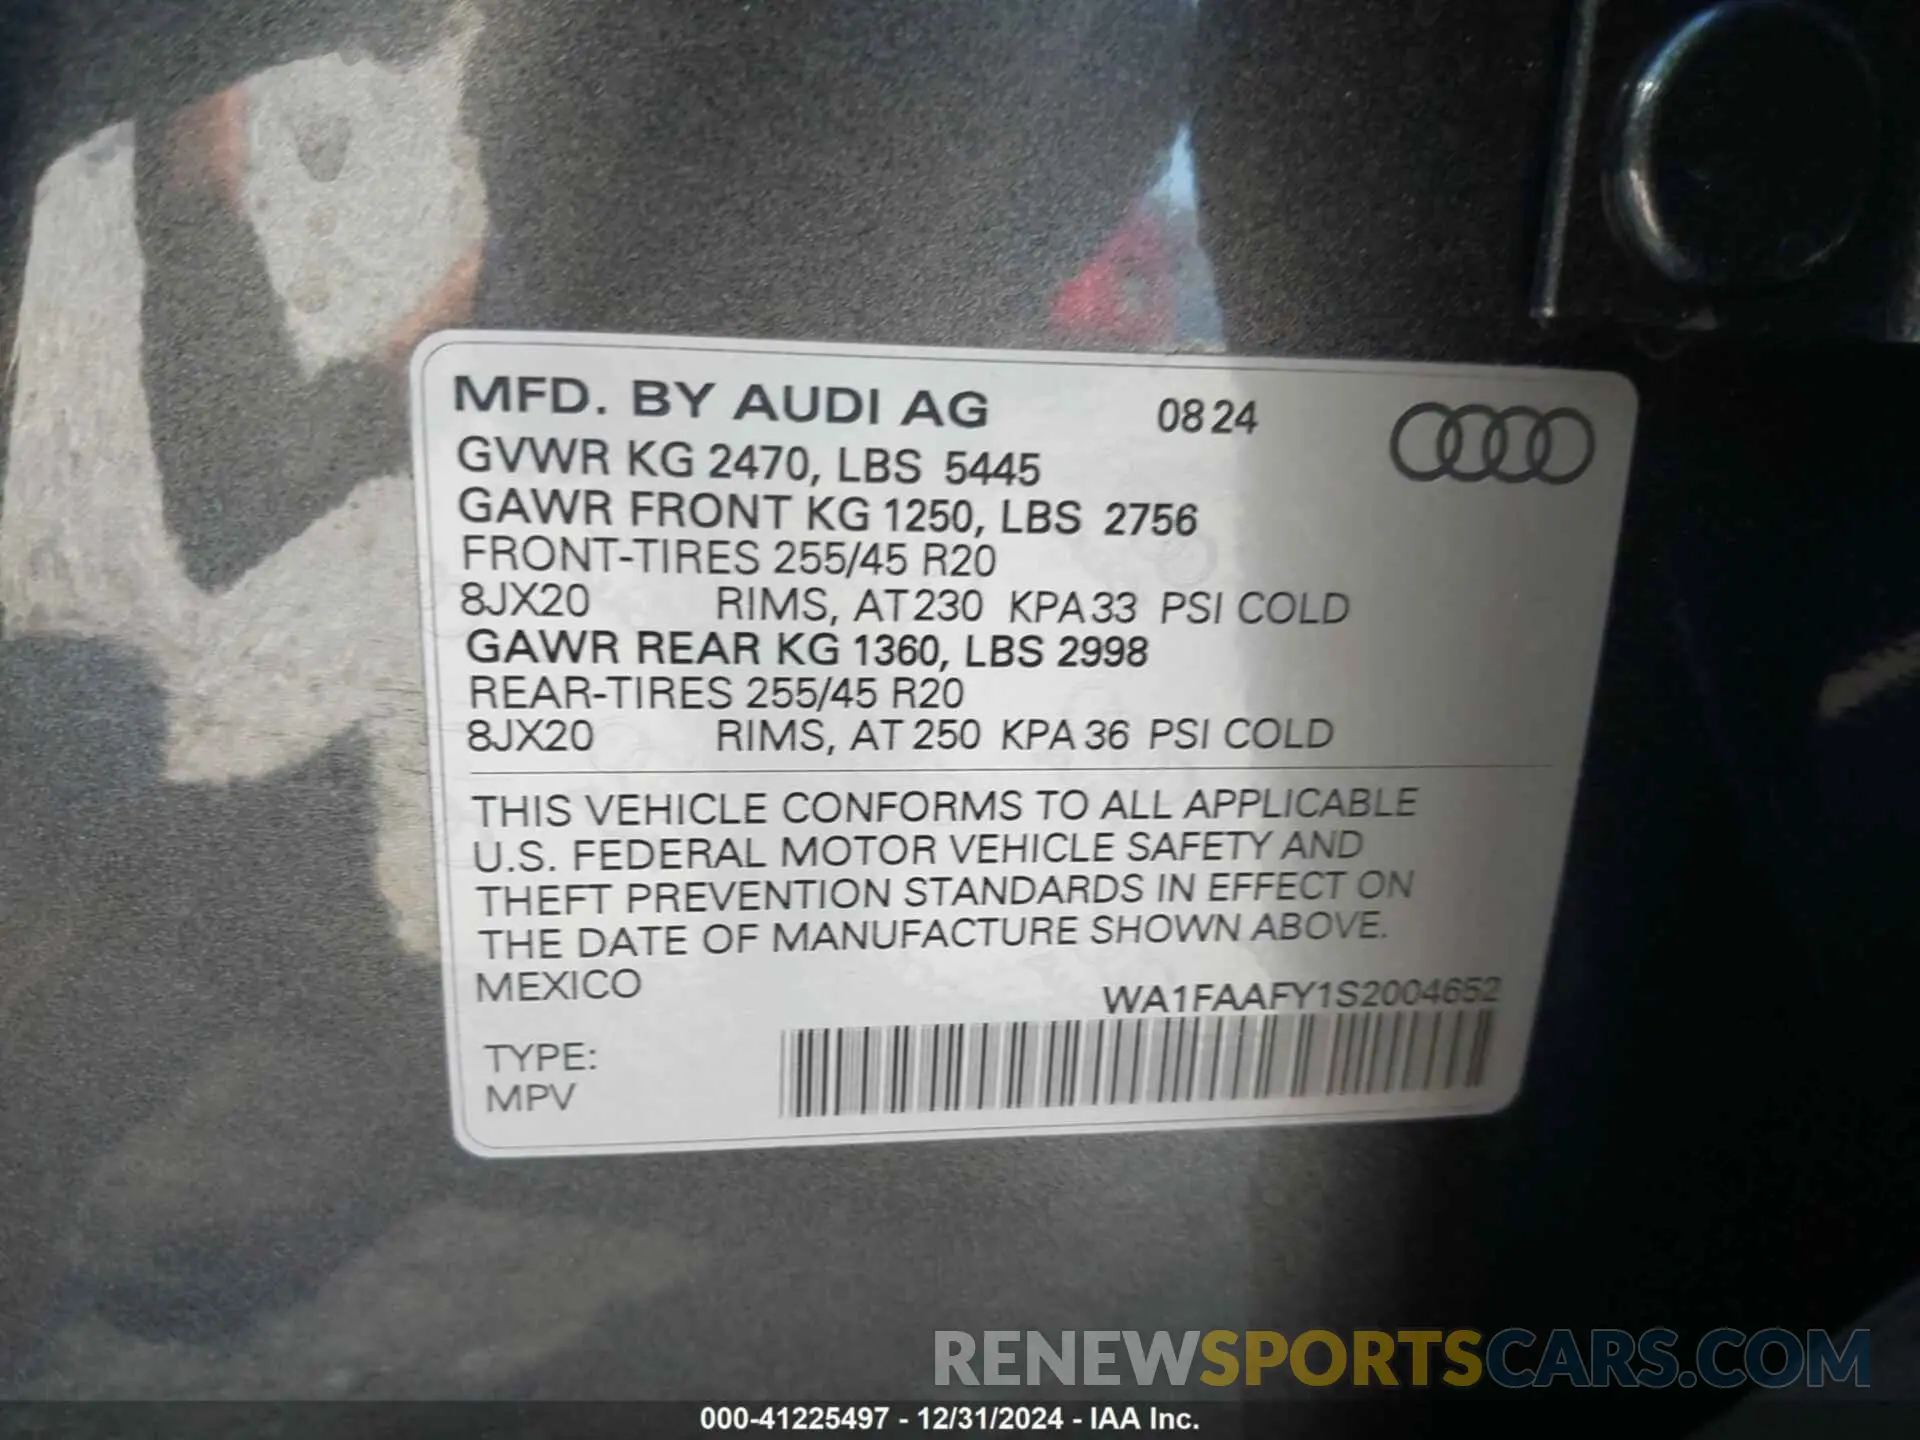 MFD. BY AUDI AG 08 24
GVWR KG 2470, LBS 5445
GAWR FRONT KG 1250, LBS 2756
FRONT-TIRES 255/45 R20
8JX20 RIMS, AT 230 KPA 33 PSI COLD
GAWR REAR KG 1360, LBS 2998
REAR-TIRES 255/45 R20
8JX20 RIMS, AT 250 KPA 36 PSI COLD
THIS VEHICLE CONFORMS TO ALL APPLICABLE
U.S. FEDERAL MOTOR VEHICLE SAFETY AND
THEFT PREVENTION STANDARDS IN EFFECT ON
THE DATE OF MANUFACTURE SHOWN ABOVE.
MEXICO
WA1FAAFY1S2004652
TYPE:
MPV
RENEWSPORTSCARS.COM
000-41225497 - 12/31/2024 - IAA Inc.